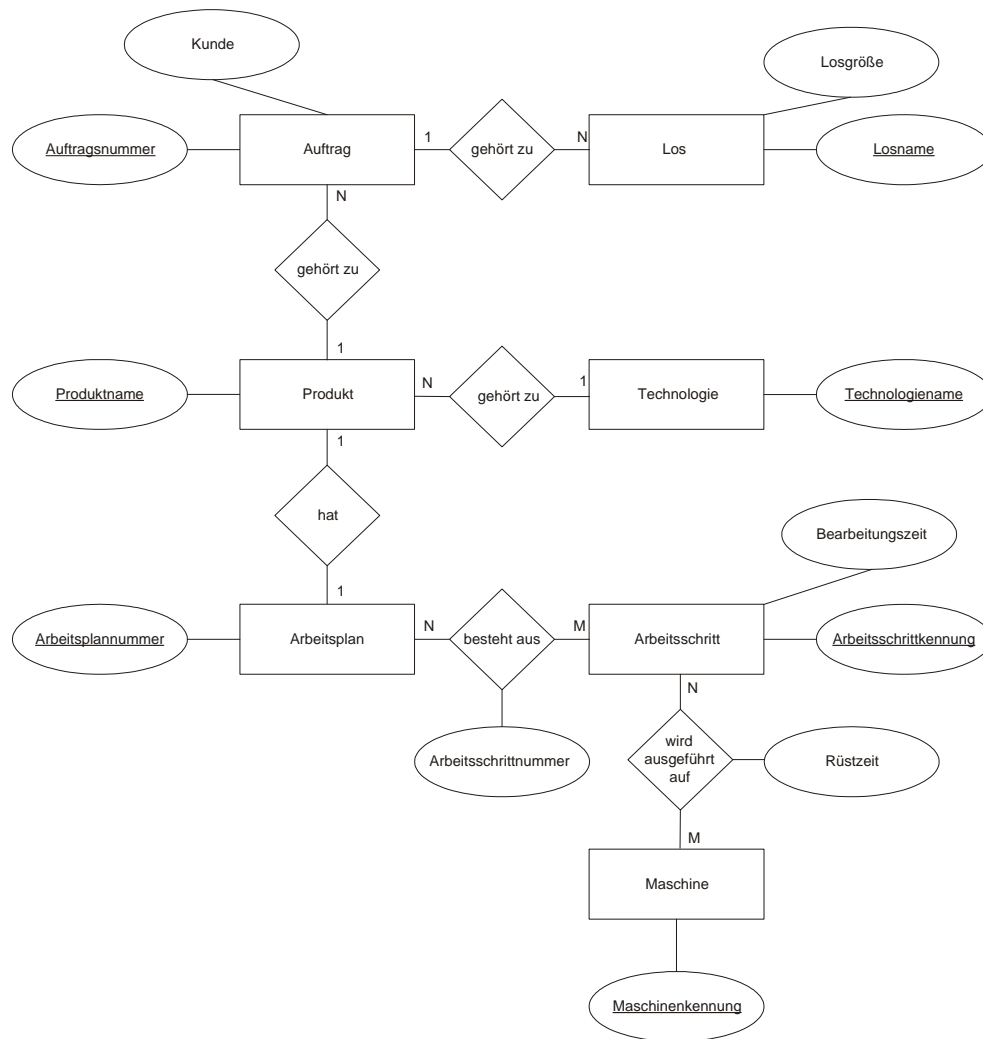 Kunde
Losgröße
Auftragsnummer
Auftrag
1
gehört zu
N
Los
Losname
N
gehört zu
1
Produktname
Produkt
N
gehört zu
1
Technologie
Technologiename
1
hat
1
Bearbeitungszeit
Arbeitsplannummer
Arbeitsplan
N
besteht aus
M
Arbeitsschritt
Arbeitsschrittkennung
N
Arbeitsschrittnummer
wird
ausgeführt
auf
Rüstzeit
M
Maschine
Maschinenkennung